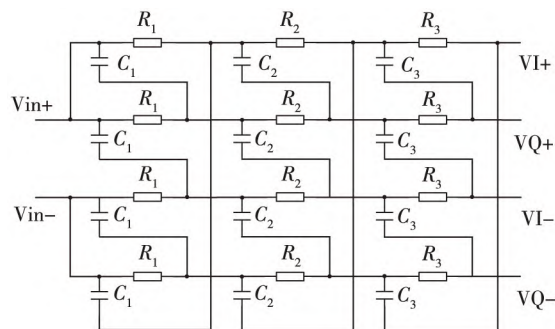 R1 R2 R3
C1 C2 C3 VI+
Vin+ R1 R2 R3
C1 C2 C3 VQ+
Vin- R1 R2 R3
C1 C2 C3 VI-
R1 R2 R3
C1 C2 C3 VQ-